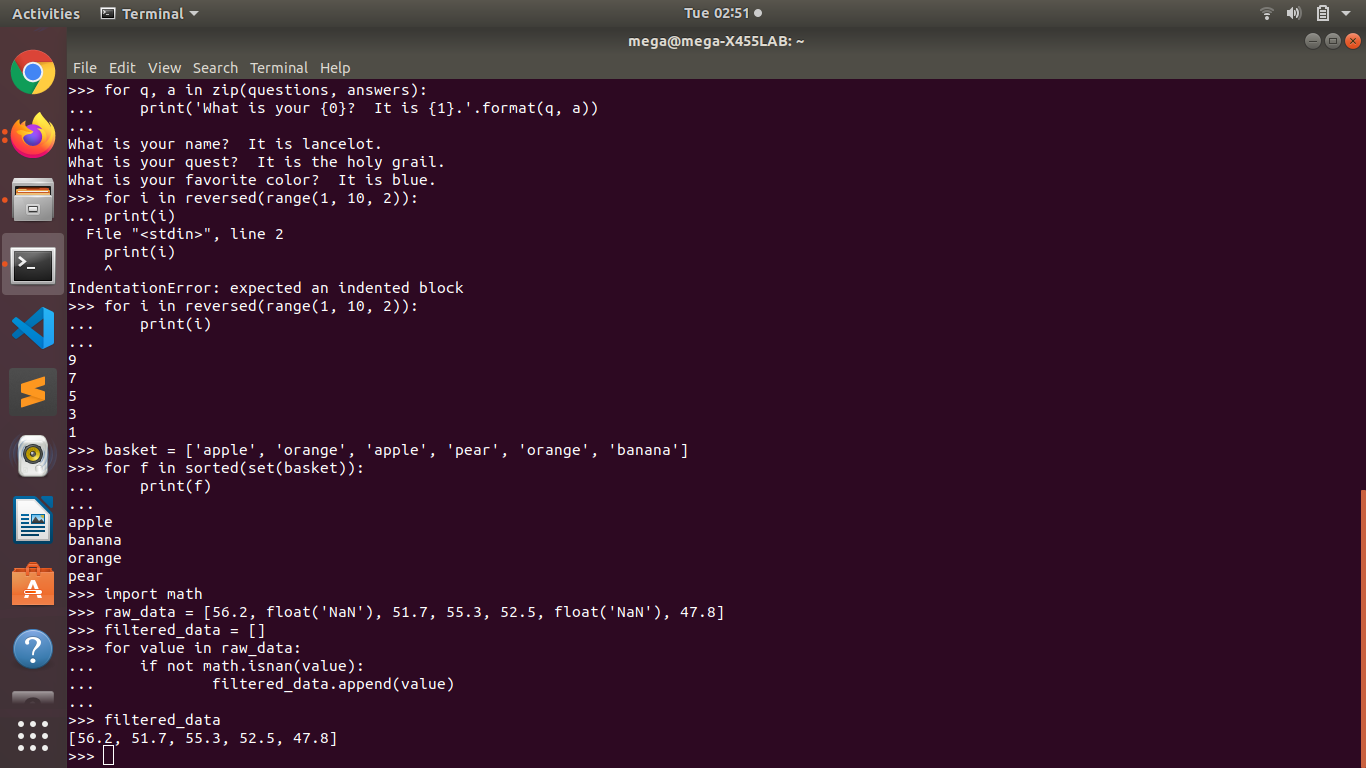 Activities Terminal Tue 02:51
mega@mega-X455LAB: ~
File Edit View Search Terminal Help
>>> for q, a in zip(questions, answers):
...     print('What is your {0}?  It is {1}.'.format(q, a))
...
What is your name?  It is lancelot.
What is your quest?  It is the holy grail.
What is your favorite color?  It is blue.
>>> for i in reversed(range(1, 10, 2)):
... print(i)
  File "<stdin>", line 2
    print(i)
    ^
IndentationError: expected an indented block
>>> for i in reversed(range(1, 10, 2)):
...     print(i)
...
9
7
5
3
1
>>> basket = ['apple', 'orange', 'apple', 'pear', 'orange', 'banana']
>>> for f in sorted(set(basket)):
...     print(f)
...
apple
banana
orange
pear
>>> import math
>>> raw_data = [56.2, float('NaN'), 51.7, 55.3, 52.5, float('NaN'), 47.8]
>>> filtered_data = []
>>> for value in raw_data:
...     if not math.isnan(value):
...             filtered_data.append(value)
...
>>> filtered_data
[56.2, 51.7, 55.3, 52.5, 47.8]
>>>